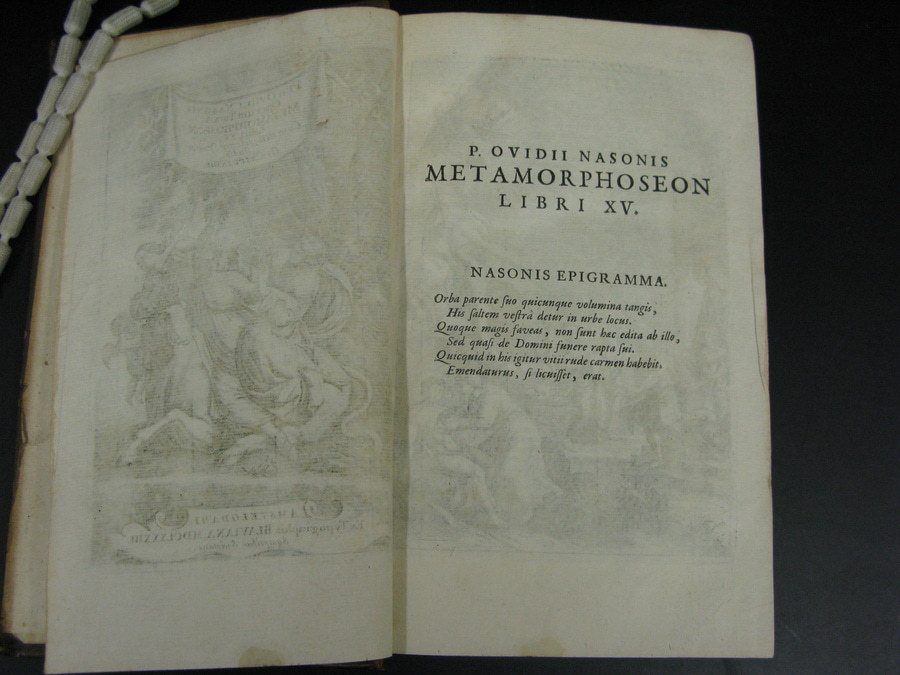 P. OVIDII NASONIS
METAMORPHOSEON
LIBRI XV.
NASONIS EPIGRAMMA.
Orba parente ſuo quicunque volumina tangis,
His ſaltem veſtrâ detur in urbe locus.
Quoque magis faveas, non ſunt hæc edita ab illo,
Sed quaſi de Domini funere rapta ſui.
Quicquid in his igitur vitii rude carmen habebit,
Emendaturus, ſi licuiſſet, erat.